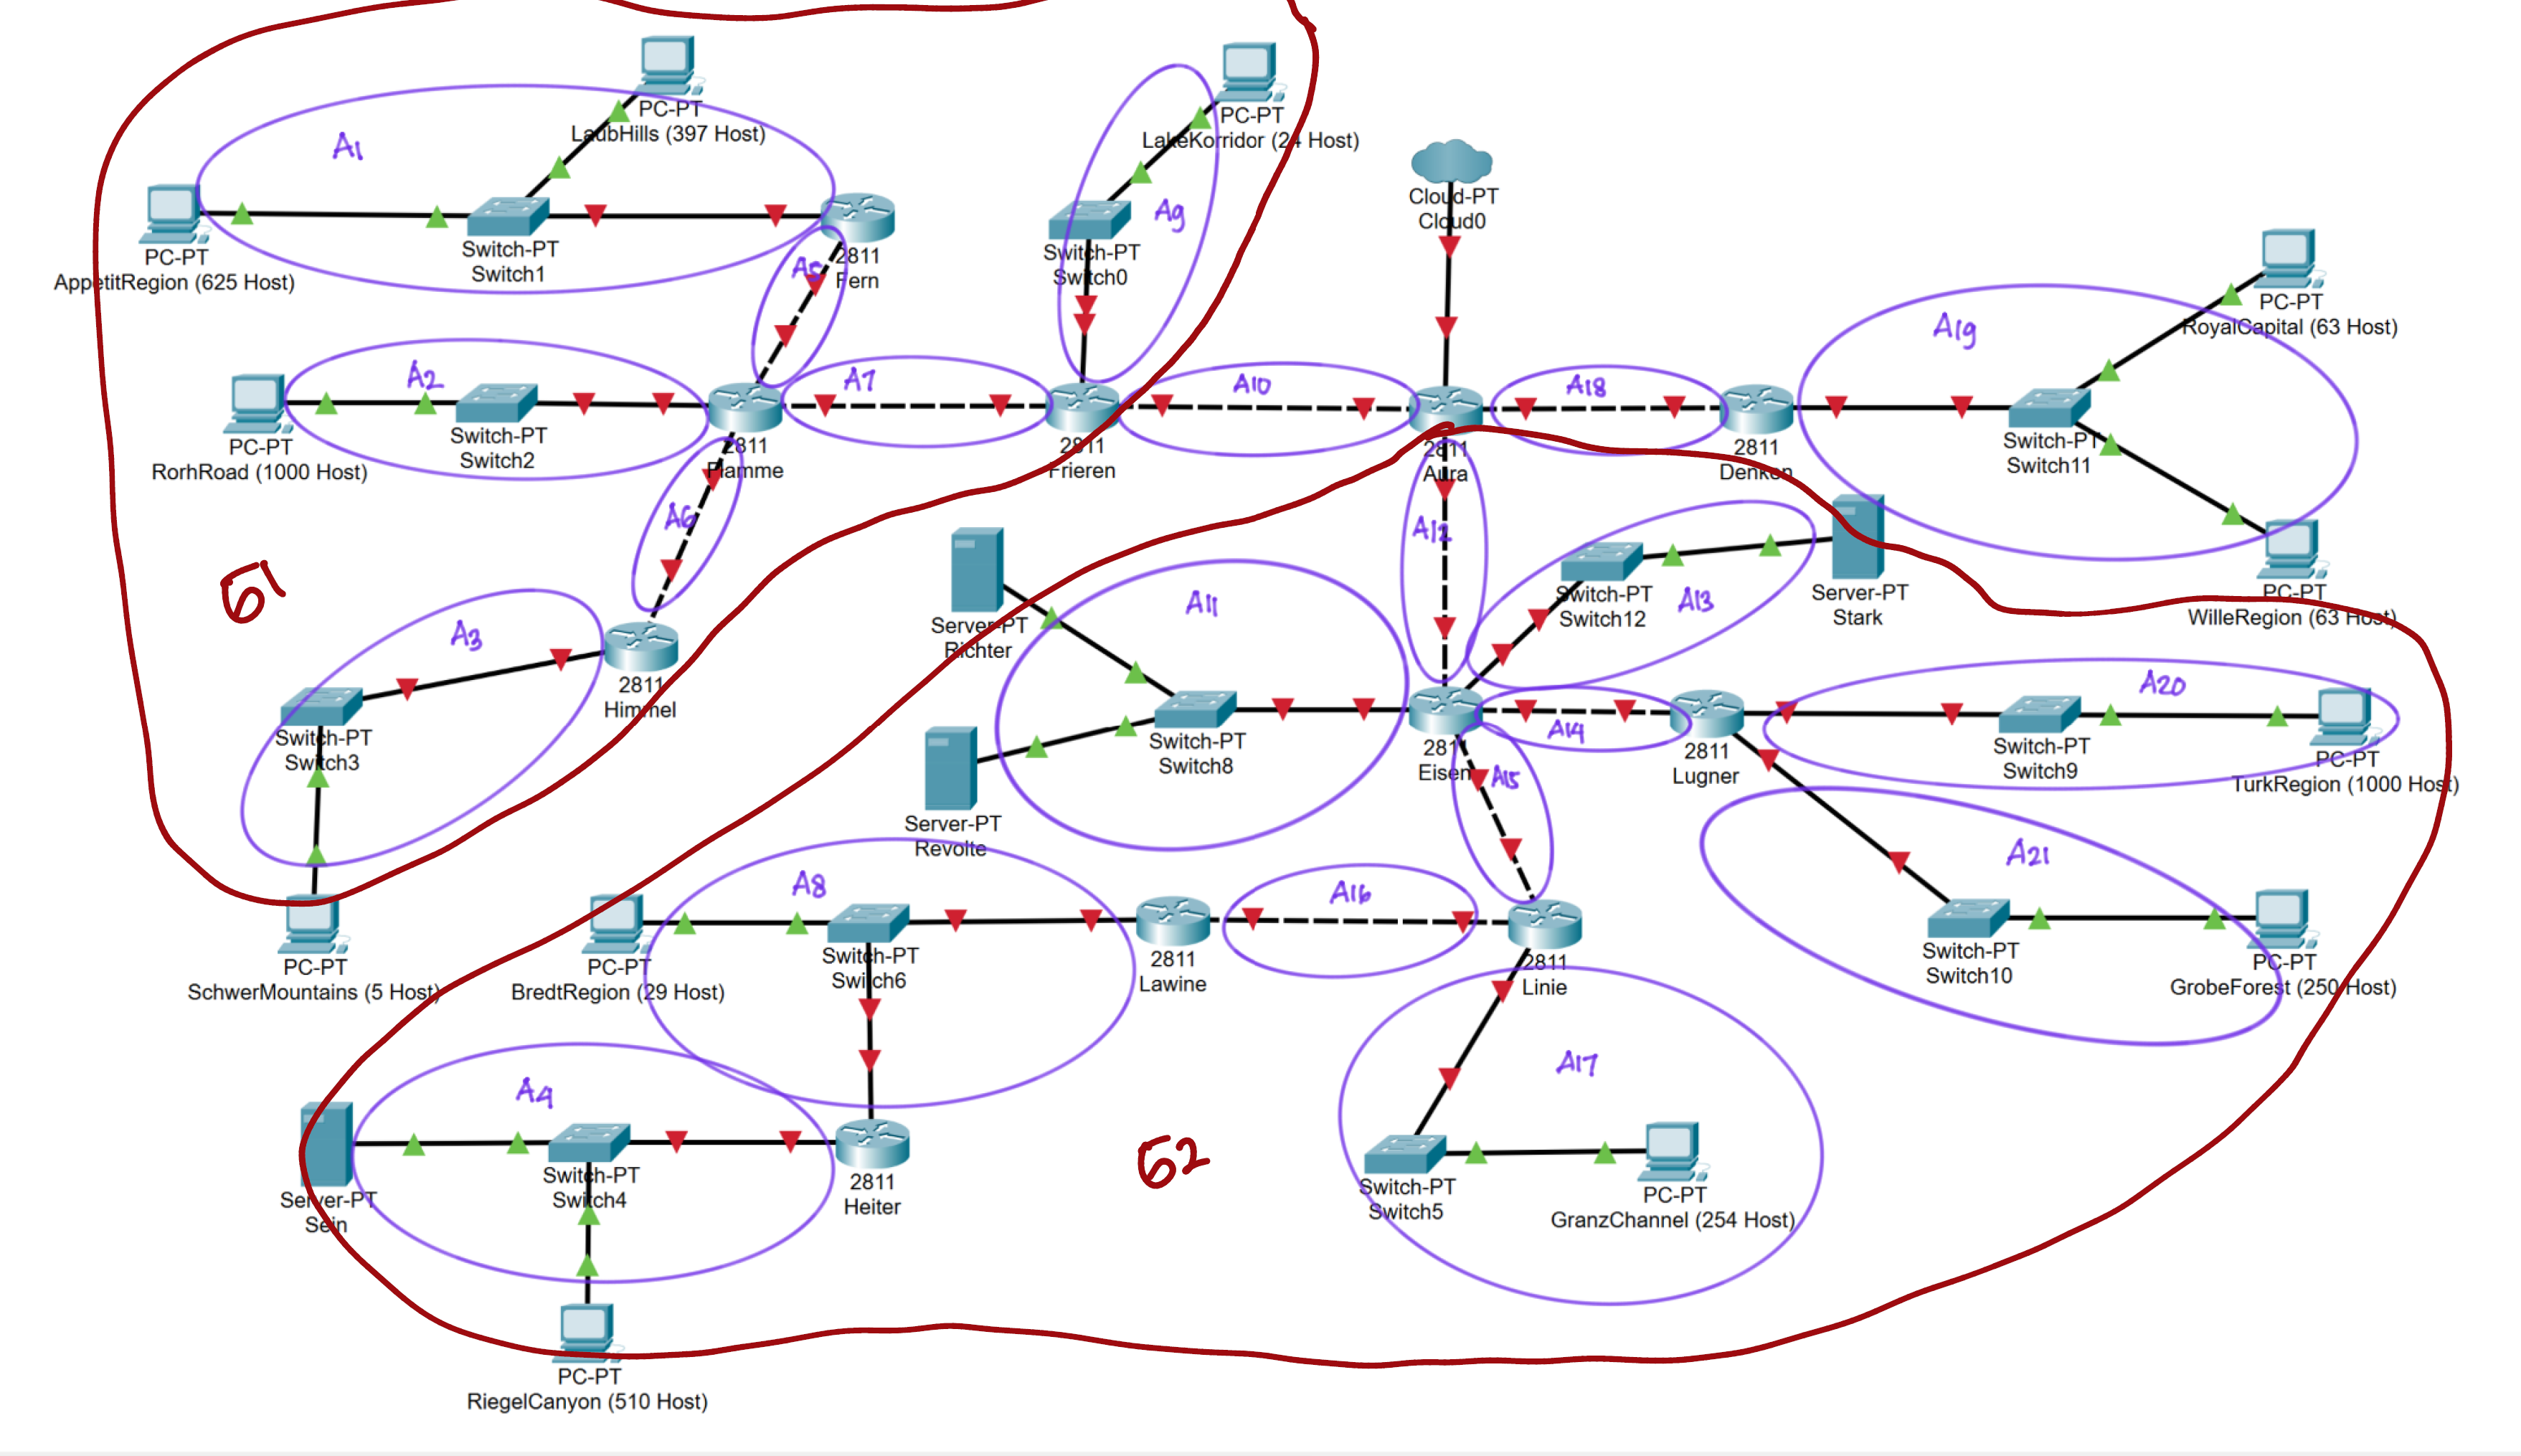 PC-PT
LaubHills (397 Host)
A1
PC-PT
AppetitRegion (625 Host)
Switch-PT
Switch1
2811
Fern
A5
PC-PT
LakeKorridor (24 Host)
A9
Switch-PT
Switch0
Cloud-PT
Cloud0
A19
PC-PT
RoyalCapital (63 Host)
A2
PC-PT
RorhRoad (1000 Host)
Switch-PT
Switch2
2811
Flamme
A7
2811
Frieren
A10
2811
Aura
A18
2811
Denken
Switch-PT
Switch11
PC-PT
WilleRegion (63 Host)
A6
61
A3
2811
Himmel
Switch-PT
Switch3
PC-PT
SchwerMountains (5 Host)
Server-PT
Richter
A11
A12
Switch-PT
Switch12
A13
Server-PT
Stark
Server-PT
Revolte
Switch-PT
Switch8
2811
Eisen
A14
2811
Lugner
A20
Switch-PT
Switch9
PC-PT
TurkRegion (1000 Host)
A15
A21
Switch-PT
Switch10
PC-PT
GrobeForest (250 Host)
A8
PC-PT
BredtRegion (29 Host)
Switch-PT
Switch6
2811
Lawine
A16
2811
Linie
A4
Server-PT
Sein
Switch-PT
Switch4
2811
Heiter
62
A17
Switch-PT
Switch5
PC-PT
GranzChannel (254 Host)
PC-PT
RiegelCanyon (510 Host)